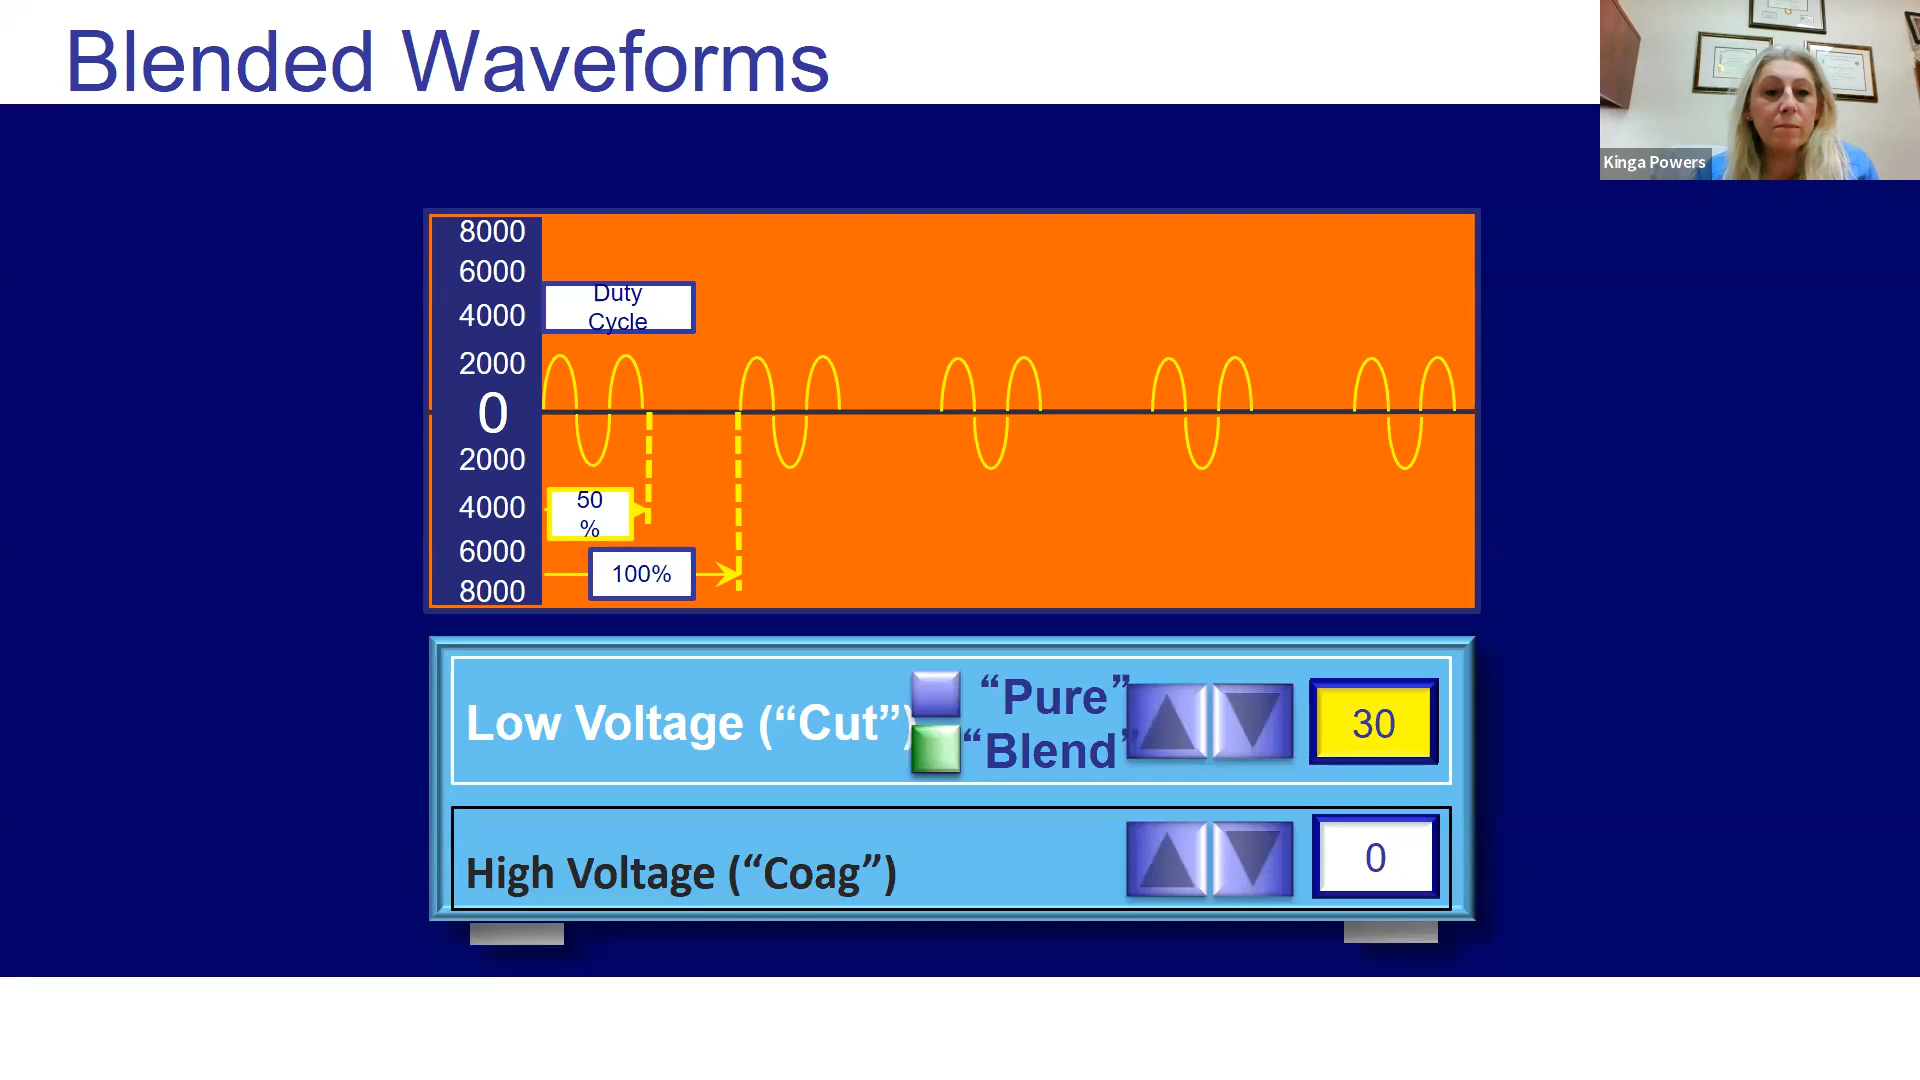 Blended Waveforms
Kinga Powers
8000
6000
4000
2000
0
2000
4000
6000
8000
Duty
Cycle
50
%
100%
Low Voltage (“Cut”)
“Pure”
“Blend”
30
High Voltage (“Coag”)
0